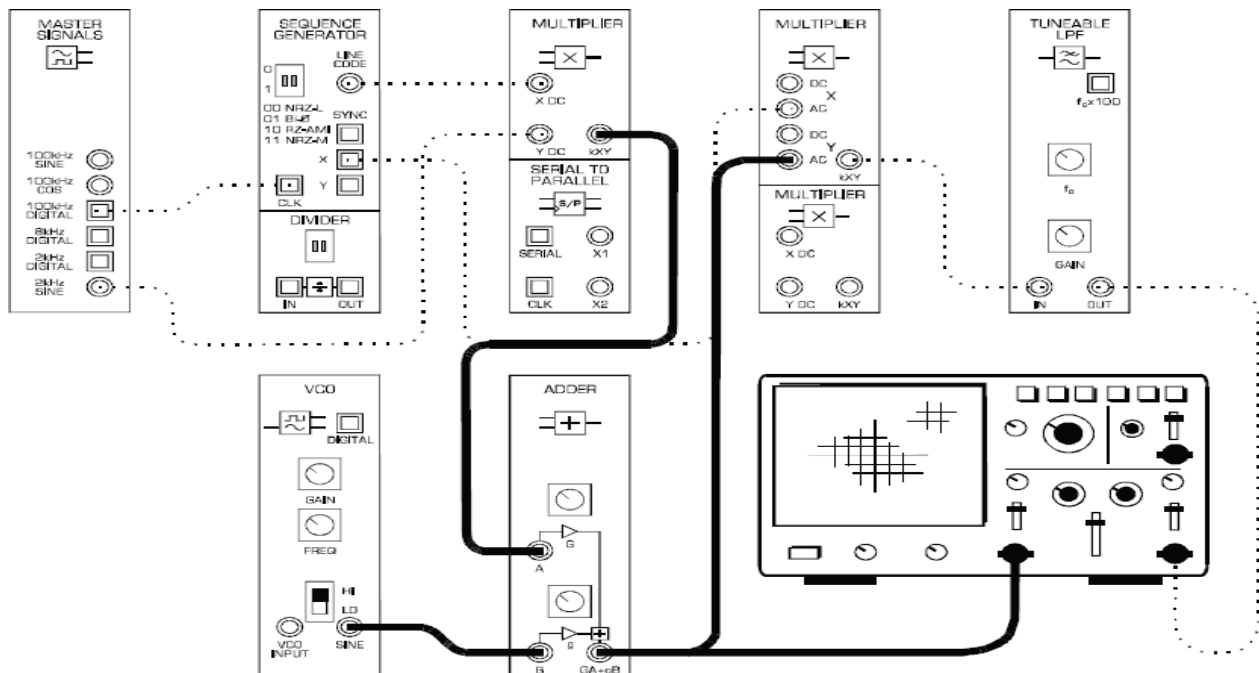 MASTER
SIGNALS
100kHz
SINE
100kHz
COS
100kHz
DIGITAL
8kHz
DIGITAL
2kHz
DIGITAL
2kHz
SINE
SEQUENCE
GENERATOR
LINE
CODE
0
1
00 NRZ-L
01 Bi-Ø
10 RZ-AMI
11 NRZ-M
SYNC
X
Y
CLK
DIVIDER
÷
IN
OUT
MULTIPLIER
X
X DC
Y DC
kXY
SERIAL TO
PARALLEL
S/P
SERIAL
X1
CLK
X2
MULTIPLIER
X
DC
X
AC
DC
Y
AC
kXY
MULTIPLIER
X
X DC
Y DC
kXY
TUNEABLE
LPF
fcx100
fc
GAIN
IN
OUT
VCO
DIGITAL
GAIN
FREQ
HI
LO
VCO
INPUT
SINE
ADDER
+
G
A
g
+
B
GA+gB